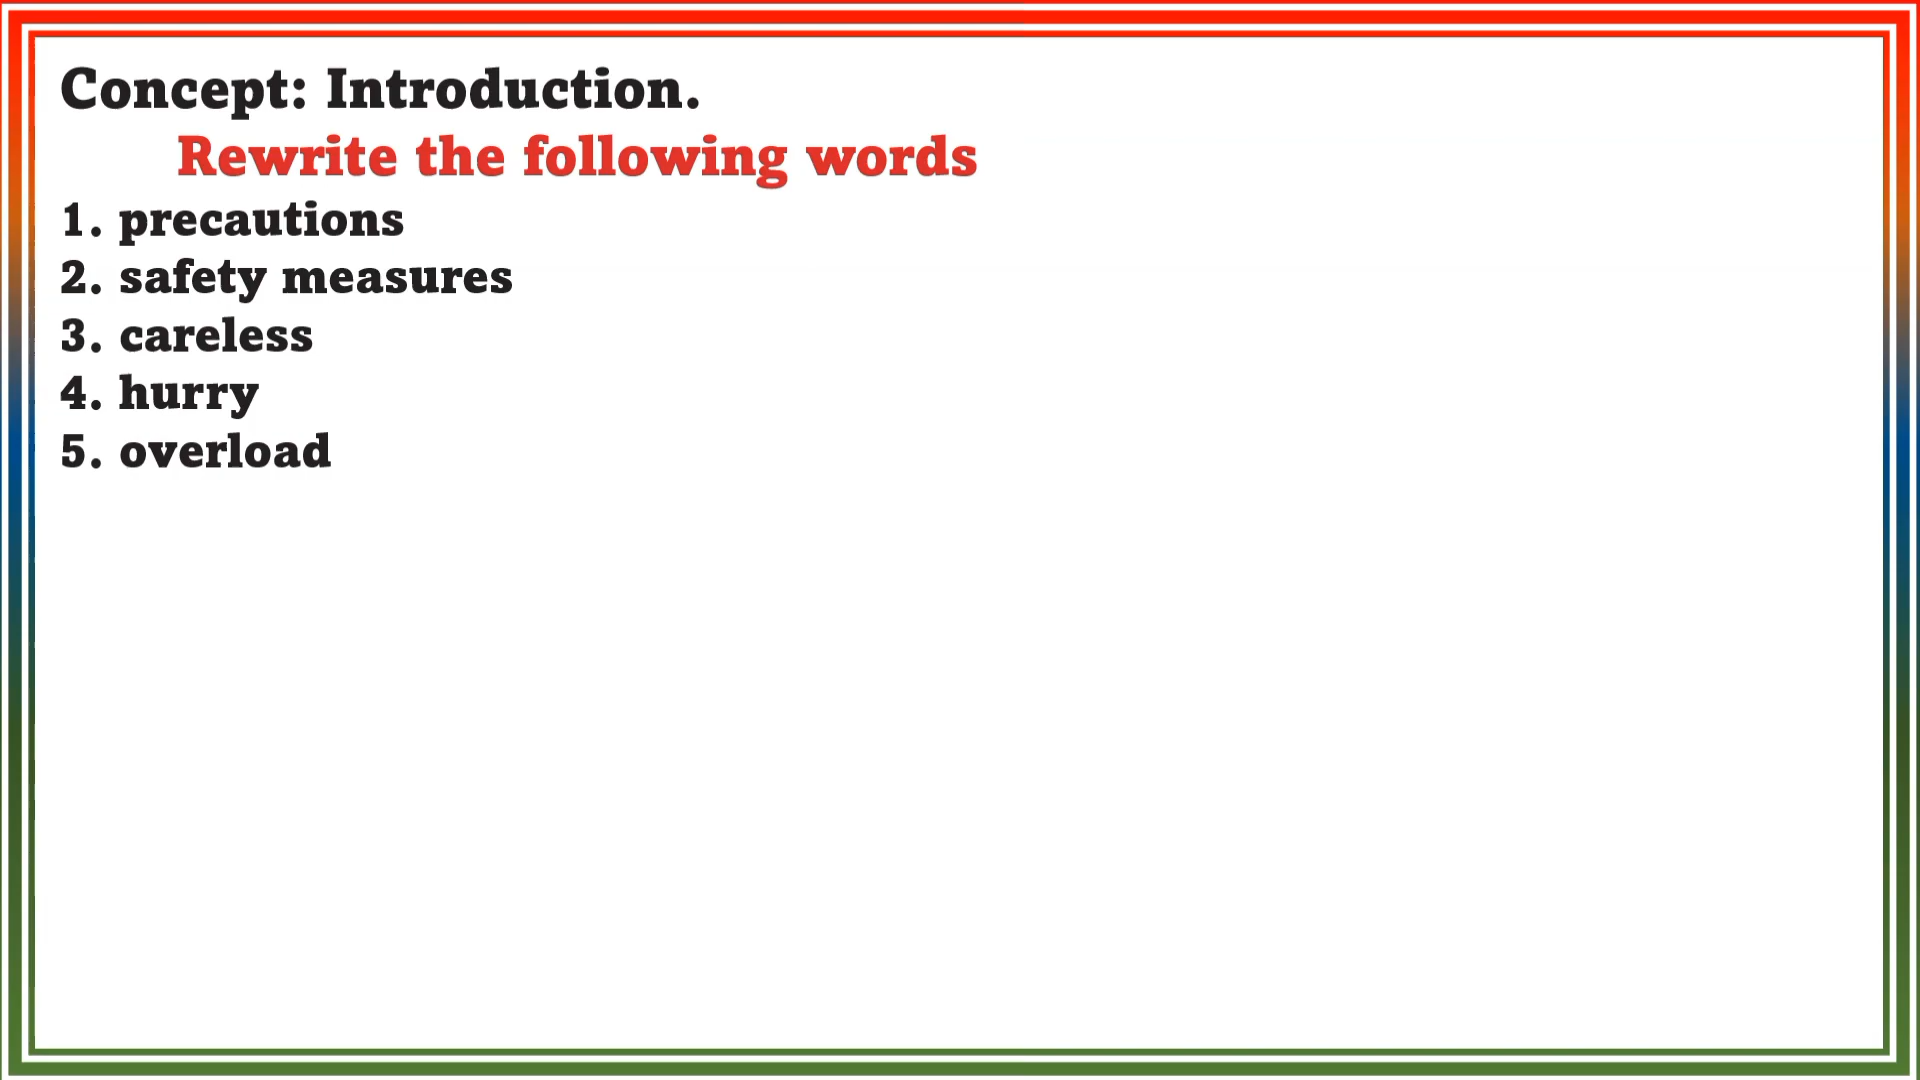 Concept: Introduction.
Rewrite the following words
1. precautions
2. safety measures
3. careless
4. hurry
5. overload